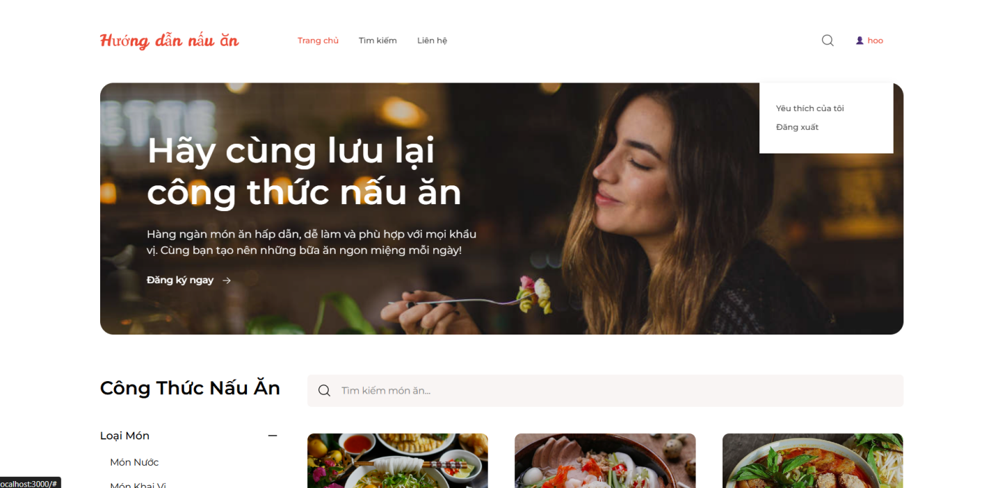 Hướng dẫn nấu ăn
Trang chủ
Tìm kiếm
Liên hệ
hoo
Yêu thích của tôi
Đăng xuất
Hãy cùng lưu lại
công thức nấu ăn
Hàng ngàn món ăn hấp dẫn, dễ làm và phù hợp với mọi khẩu
vị. Cùng bạn tạo nên những bữa ăn ngon miệng mỗi ngày!
Đăng ký ngay
Công Thức Nấu Ăn
Tìm kiếm món ăn...
Loại Món
Món Nước
Món Khai Vị
ocalhost:3000/#